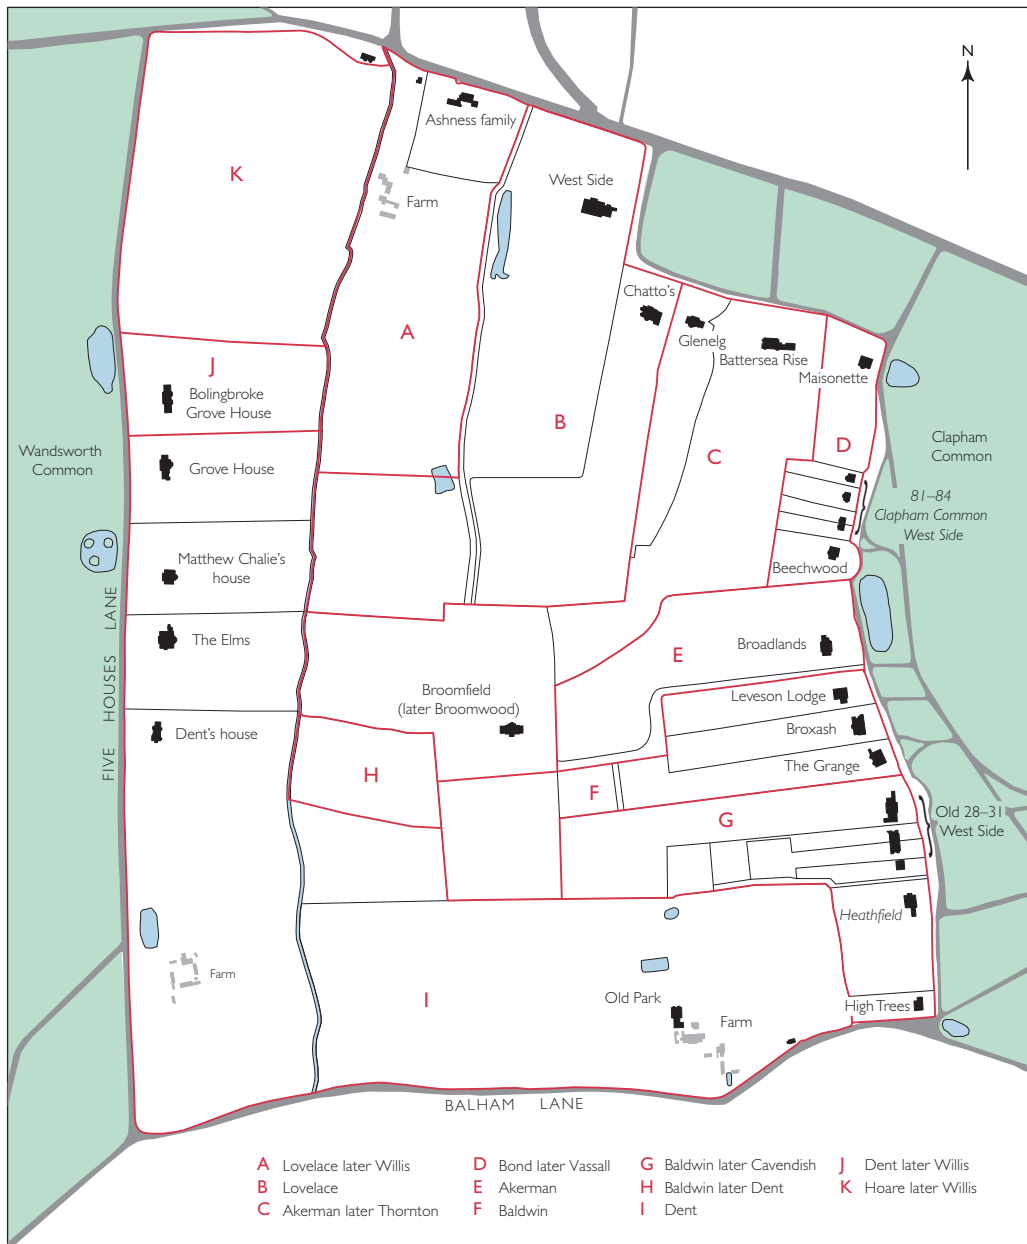 N
Ashness family
K
West Side
Farm
Chatto's
Glenelg
A
Battersea Rise
J
Maisonette
Bolingbroke
Grove House
B
D
Clapham
Common
Wandsworth
Common
C
Grove House
81–84
Clapham Common
West Side
Matthew Chalie's
house
Beechwood
FIVE HOUSES LANE
The Elms
Broadlands
E
Broomfield
(later Broomwood)
Leveson Lodge
Dent's house
Broxash
H
The Grange
F
G
Old 28–31
West Side
Heathfield
Farm
I
Old Park
High Trees
Farm
BALHAM LANE
A Lovelace later Willis
B Lovelace
C Akerman later Thornton
D Bond later Vassall
E Akerman
F Baldwin
G Baldwin later Cavendish
H Baldwin later Dent
I Dent
J Dent later Willis
K Hoare later Willis